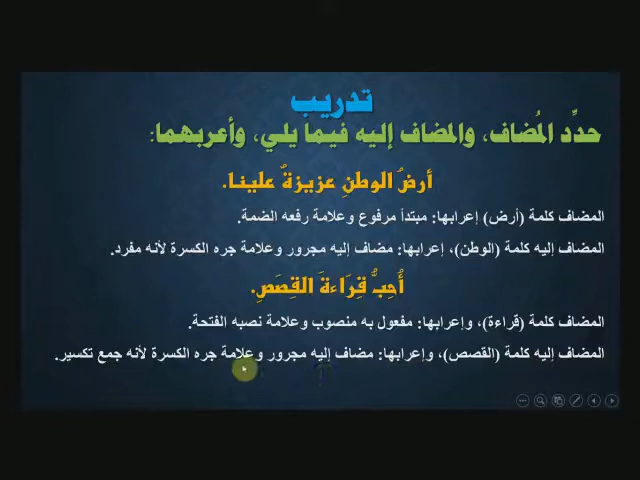 تدريب
حدِّد المُضاف، والمضاف إليه فيما يلي، وأعربهما:
أرضُ الوطنِ عزيزةٌ علينا.
المضاف كلمة (أرض) إعرابها: مبتدأ مرفوع وعلامة رفعه الضمة.
المضاف إليه كلمة (الوطن)، إعرابها: مضاف إليه مجرور وعلامة جره الكسرة لأنه مفرد.
أُحِبُّ قِرَاءةَ القِصَصِ.
المضاف كلمة (قراءة)، وإعرابها: مفعول به منصوب وعلامة نصبه الفتحة.
المضاف إليه كلمة (القصص)، وإعرابها: مضاف إليه مجرور وعلامة جره الكسرة لأنه جمع تكسير.